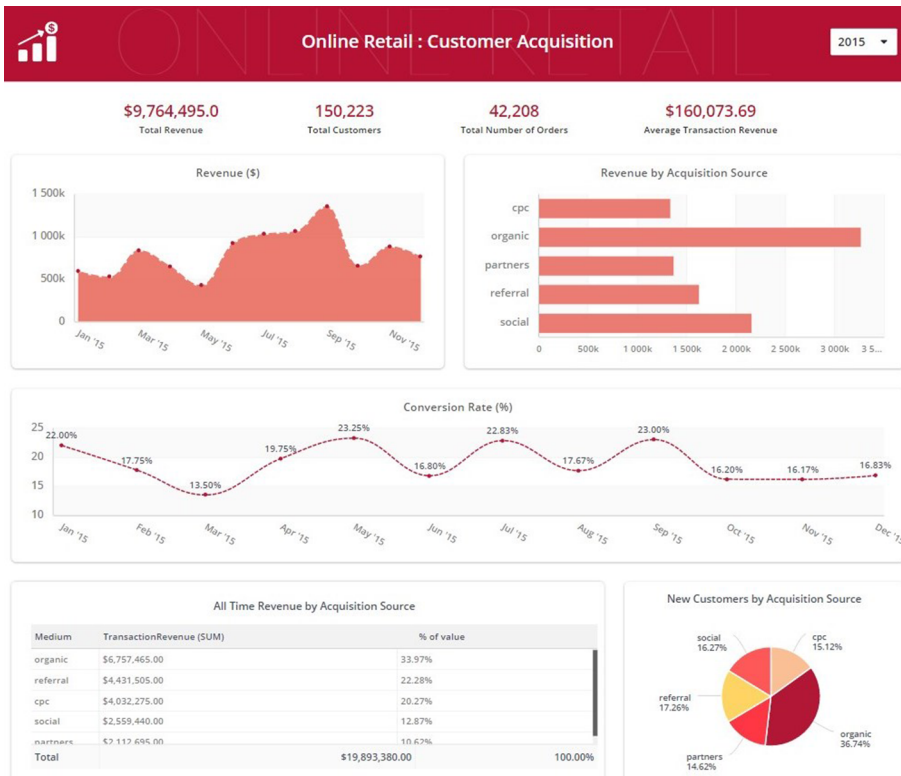 $
ONLINE RETAIL
Online Retail : Customer Acquisition
2015
$9,764,495.0
Total Revenue
150,223
Total Customers
42,208
Total Number of Orders
$160,073.69
Average Transaction Revenue
Revenue ($)
1 500k
1 000k
500k
0
Jan '15
Mar '15
May '15
Jul '15
Sep '15
Nov '15
Revenue by Acquisition Source
cpc
organic
partners
referral
social
0
500k
1 000k
1 500k
2 000k
2 500k
3 000k
3 5...
Conversion Rate (%)
25
20
15
10
22.00%
17.75%
13.50%
19.75%
23.25%
16.80%
22.83%
17.67%
23.00%
16.20%
16.17%
16.83%
Jan '15
Feb '15
Mar '15
Apr '15
May '15
Jun '15
Jul '15
Aug '15
Sep '15
Oct '15
Nov '15
Dec '15
All Time Revenue by Acquisition Source
Medium TransactionRevenue (SUM) % of value
organic $6,757,465.00 33.97%
referral $4,431,505.00 22.28%
cpc $4,032,275.00 20.27%
social $2,559,440.00 12.87%
partners $2,112,695.00 10.62%
Total $19,893,380.00 100.00%
New Customers by Acquisition Source
social
16.27%
cpc
15.12%
referral
17.26%
organic
36.74%
partners
14.62%